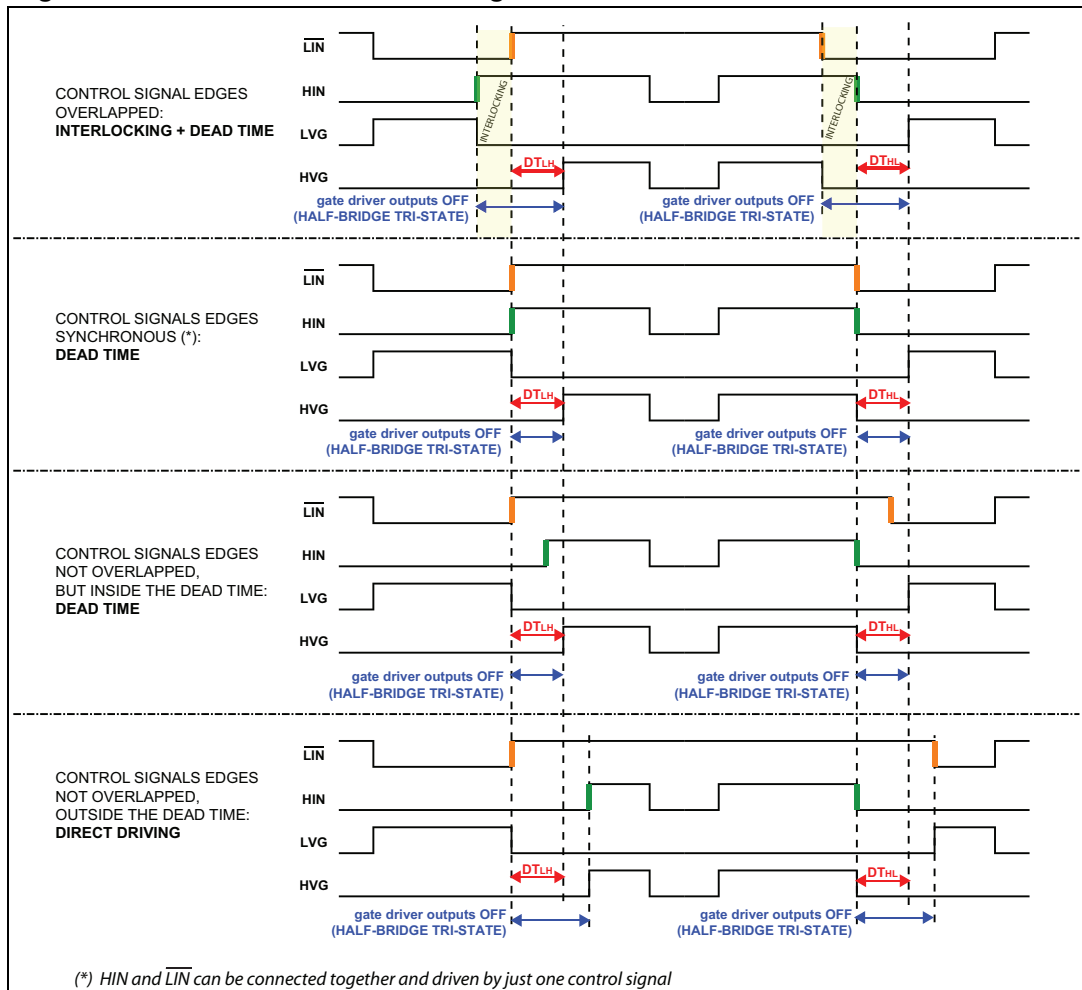 LIN
CONTROL SIGNAL EDGES
OVERLAPPED:
INTERLOCKING + DEAD TIME
HIN
LVG
HVG
INTERLOCKING
INTERLOCKING
DTLH
DTHL
gate driver outputs OFF
(HALF-BRIDGE TRI-STATE)
gate driver outputs OFF
(HALF-BRIDGE TRI-STATE)
LIN
CONTROL SIGNALS EDGES
SYNCHRONOUS (*):
DEAD TIME
HIN
LVG
HVG
DTLH
DTHL
gate driver outputs OFF
(HALF-BRIDGE TRI-STATE)
gate driver outputs OFF
(HALF-BRIDGE TRI-STATE)
LIN
CONTROL SIGNALS EDGES
NOT OVERLAPPED,
BUT INSIDE THE DEAD TIME:
DEAD TIME
HIN
LVG
HVG
DTLH
DTHL
gate driver outputs OFF
(HALF-BRIDGE TRI-STATE)
gate driver outputs OFF
(HALF-BRIDGE TRI-STATE)
LIN
CONTROL SIGNALS EDGES
NOT OVERLAPPED,
OUTSIDE THE DEAD TIME:
DIRECT DRIVING
HIN
LVG
HVG
DTLH
DTHL
gate driver outputs OFF
(HALF-BRIDGE TRI-STATE)
gate driver outputs OFF
(HALF-BRIDGE TRI-STATE)
(*) HIN and LIN can be connected together and driven by just one control signal